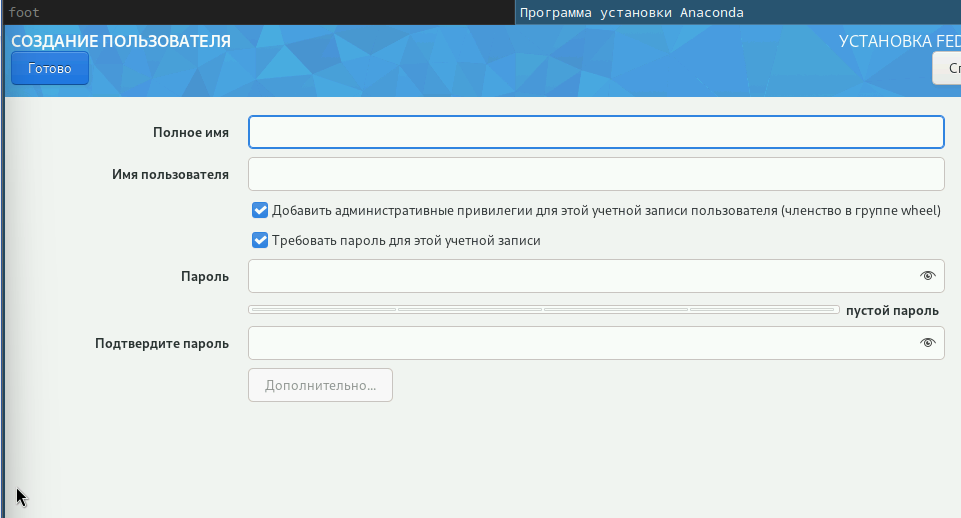 foot
Программа установки Anaconda
СОЗДАНИЕ ПОЛЬЗОВАТЕЛЯ
УСТАНОВКА FED
Готово
Сп
Полное имя
Имя пользователя
Добавить административные привилегии для этой учетной записи пользователя (членство в группе wheel)
Требовать пароль для этой учетной записи
Пароль
пустой пароль
Подтвердите пароль
Дополнительно...